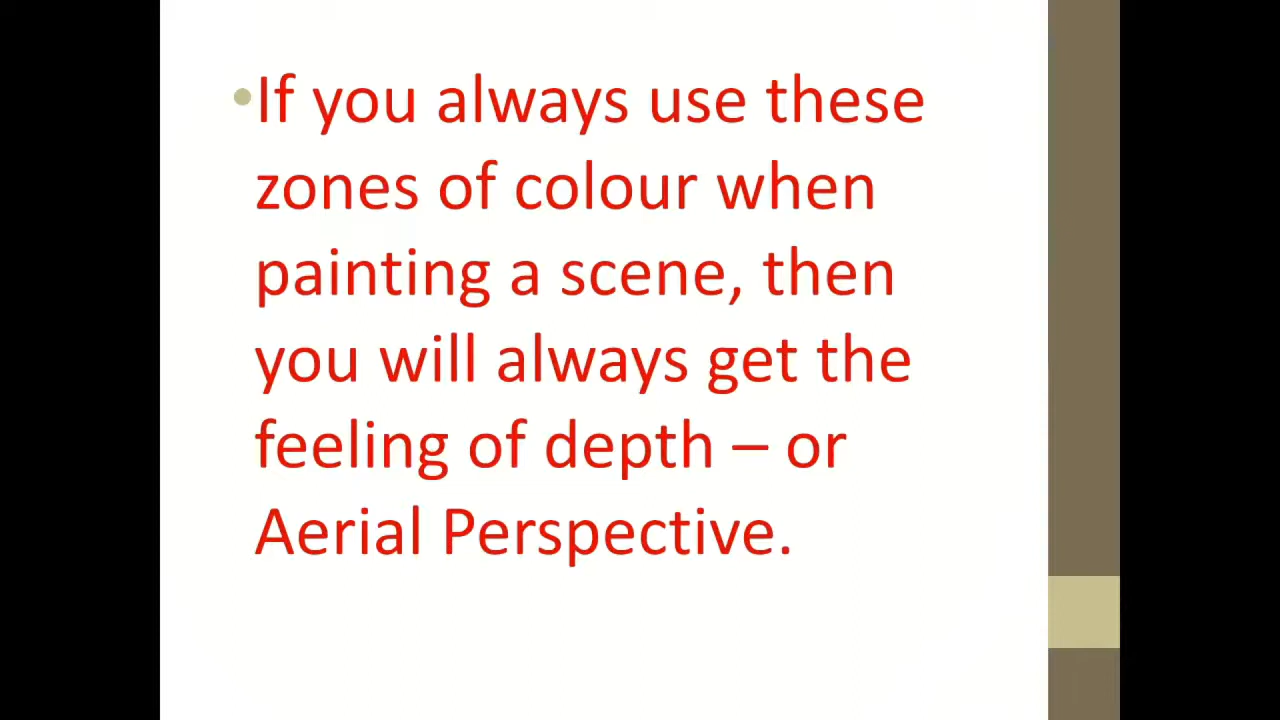 •If you always use these
zones of colour when
painting a scene, then
you will always get the
feeling of depth – or
Aerial Perspective.